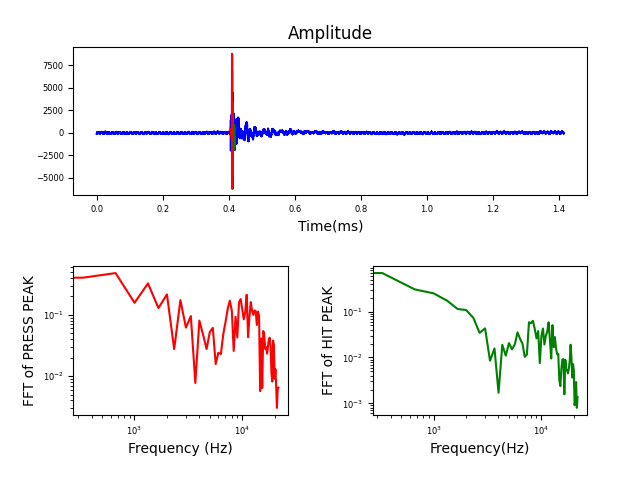 Amplitude
7500
5000
2500
0
−2500
−5000
0.0 0.2 0.4 0.6 0.8 1.0 1.2 1.4
Time(ms)
FFT of PRESS PEAK
10⁻¹
10⁻²
10³ 10⁴
Frequency (Hz)
FFT of HIT PEAK
10⁻¹
10⁻²
10⁻³
10³ 10⁴
Frequency(Hz)